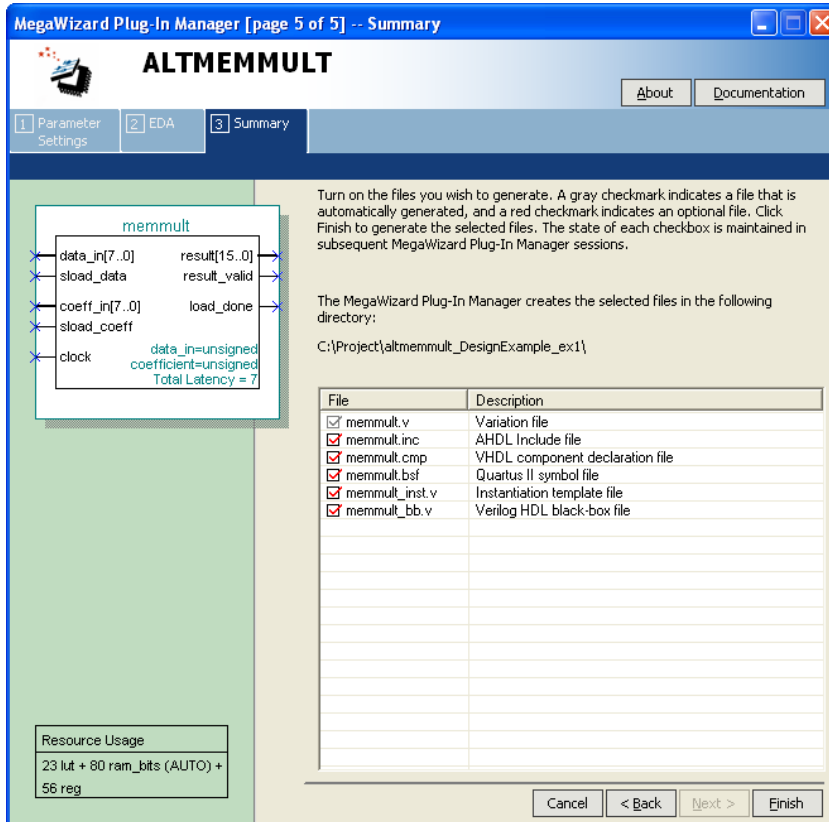 MegaWizard Plug-In Manager [page 5 of 5] -- Summary
ALTMEMMULT
About
Documentation
1 Parameter
Settings
2 EDA
3 Summary
memmult
data_in[7..0]
result[15..0]
sload_data
result_valid
coeff_in[7..0]
load_done
sload_coeff
clock
data_in=unsigned
coefficient=unsigned
Total Latency = 7
Turn on the files you wish to generate. A gray checkmark indicates a file that is
automatically generated, and a red checkmark indicates an optional file. Click
Finish to generate the selected files. The state of each checkbox is maintained in
subsequent MegaWizard Plug-In Manager sessions.
The MegaWizard Plug-In Manager creates the selected files in the following
directory:
C:\Project\altmemmult_DesignExample_ex1\
File Description
memmult.v Variation file
memmult.inc AHDL Include file
memmult.cmp VHDL component declaration file
memmult.bsf Quartus II symbol file
memmult_inst.v Instantiation template file
memmult_bb.v Verilog HDL black-box file
Resource Usage
23 lut + 80 ram_bits (AUTO) +
56 reg
Cancel
< Back
Next >
Finish